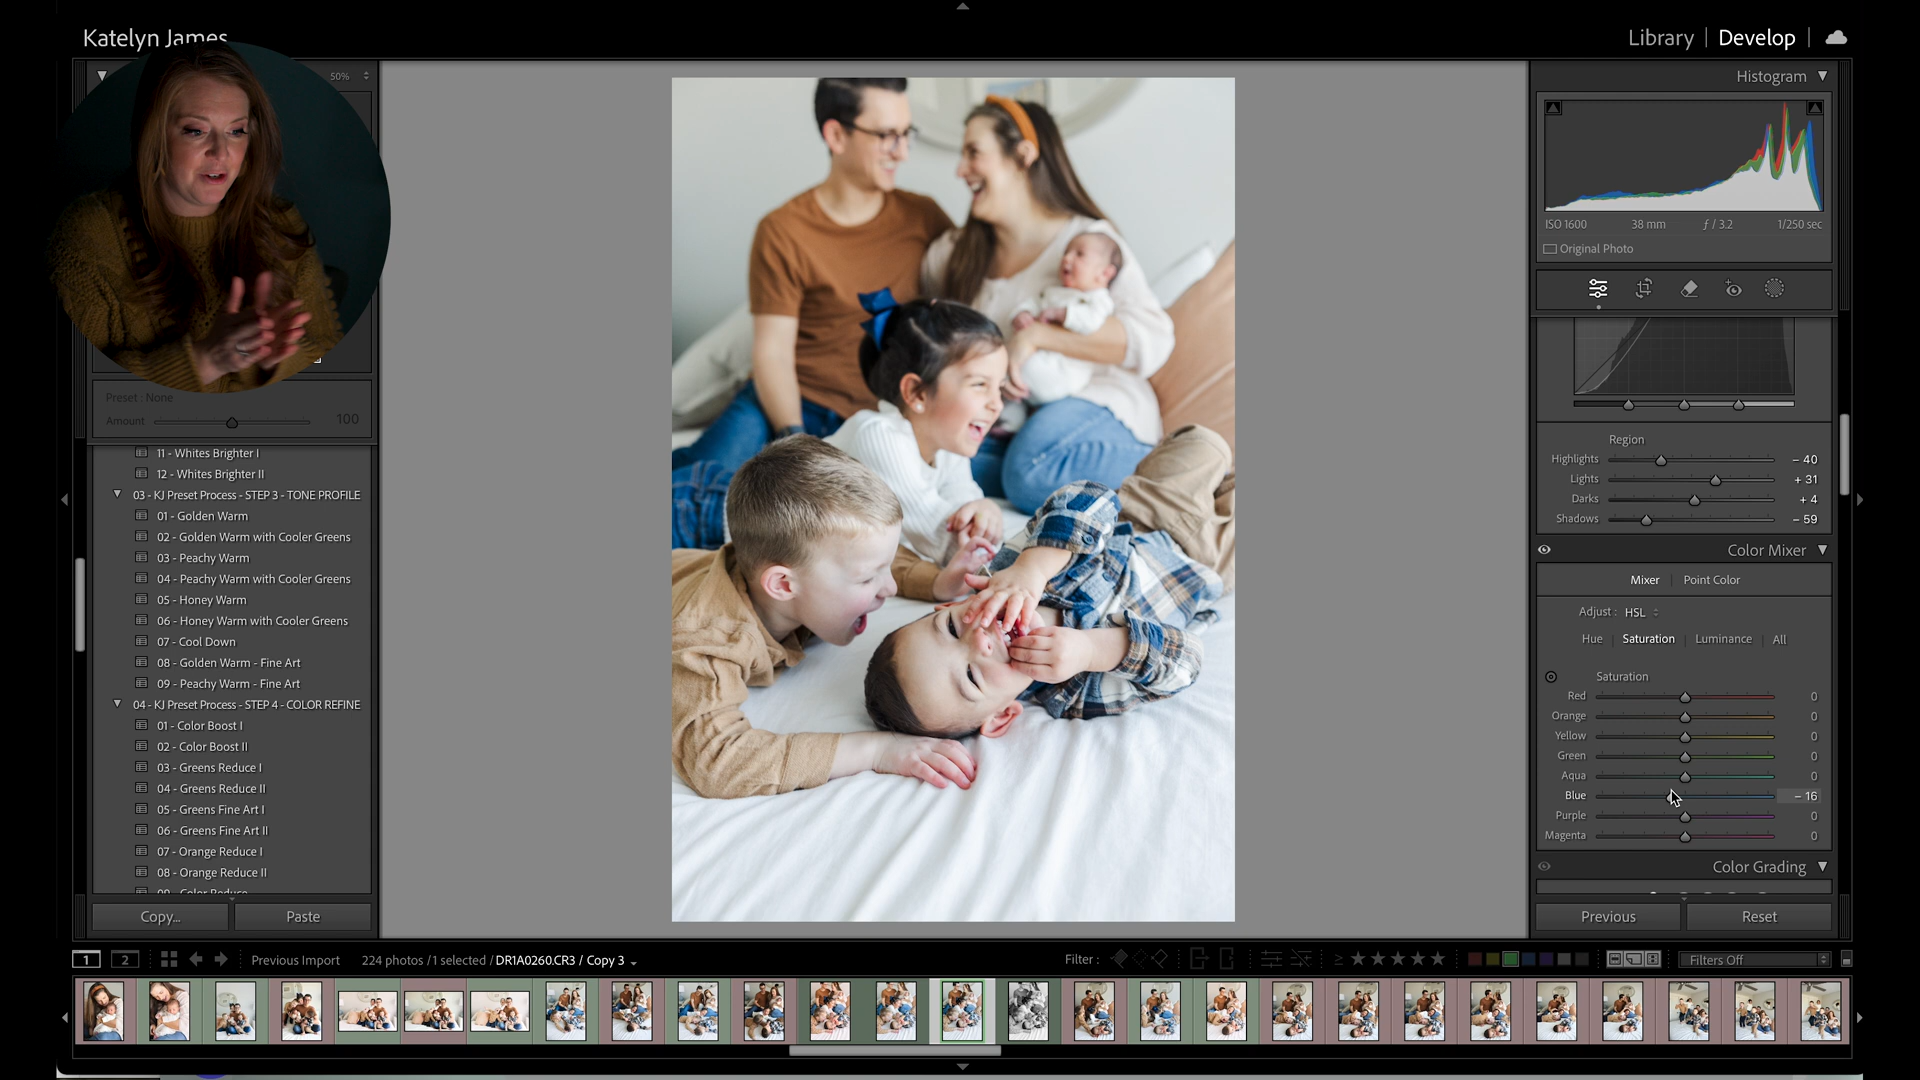 Katelyn James
Library | Develop |
50%
Preset : None
Amount 100
11 - Whites Brighter I
12 - Whites Brighter II
03 - KJ Preset Process - STEP 3 - TONE PROFILE
01 - Golden Warm
02 - Golden Warm with Cooler Greens
03 - Peachy Warm
04 - Peachy Warm with Cooler Greens
05 - Honey Warm
06 - Honey Warm with Cooler Greens
07 - Cool Down
08 - Golden Warm - Fine Art
09 - Peachy Warm - Fine Art
04 - KJ Preset Process - STEP 4 - COLOR REFINE
01 - Color Boost I
02 - Color Boost II
03 - Greens Reduce I
04 - Greens Reduce II
05 - Greens Fine Art I
06 - Greens Fine Art II
07 - Orange Reduce I
08 - Orange Reduce II
09 - Color Reduce
Copy... Paste
Histogram
ISO 1600 38 mm ƒ / 3.2 1/250 sec
Original Photo
Region
Highlights – 40
Lights + 31
Darks + 4
Shadows – 59
Color Mixer
Mixer | Point Color
Adjust : HSL
Hue | Saturation | Luminance | All
Saturation
Red 0
Orange 0
Yellow 0
Green 0
Aqua 0
Blue – 16
Purple 0
Magenta 0
Color Grading
Previous Reset
1 2 Previous Import 224 photos / 1 selected / DR1A0260.CR3 / Copy 3 Filter : ≥ ★★★★★ Filters Off